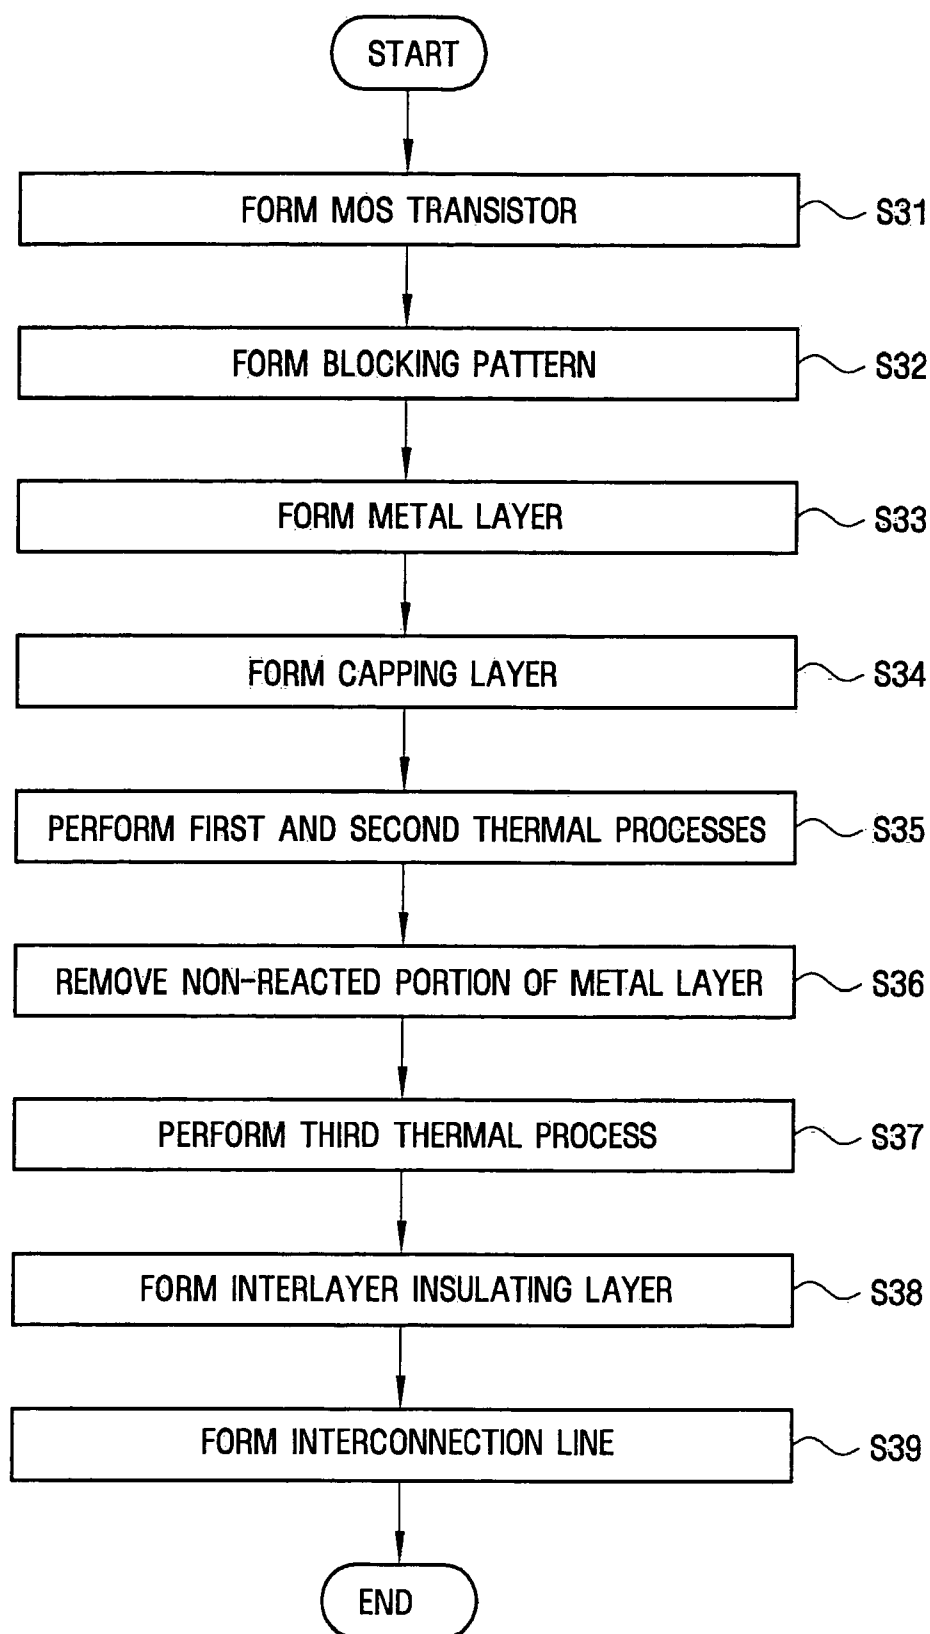 START
FORM MOS TRANSISTOR S31
FORM BLOCKING PATTERN S32
FORM METAL LAYER S33
FORM CAPPING LAYER S34
PERFORM FIRST AND SECOND THERMAL PROCESSES S35
REMOVE NON-REACTED PORTION OF METAL LAYER S36
PERFORM THIRD THERMAL PROCESS S37
FORM INTERLAYER INSULATING LAYER S38
FORM INTERCONNECTION LINE S39
END